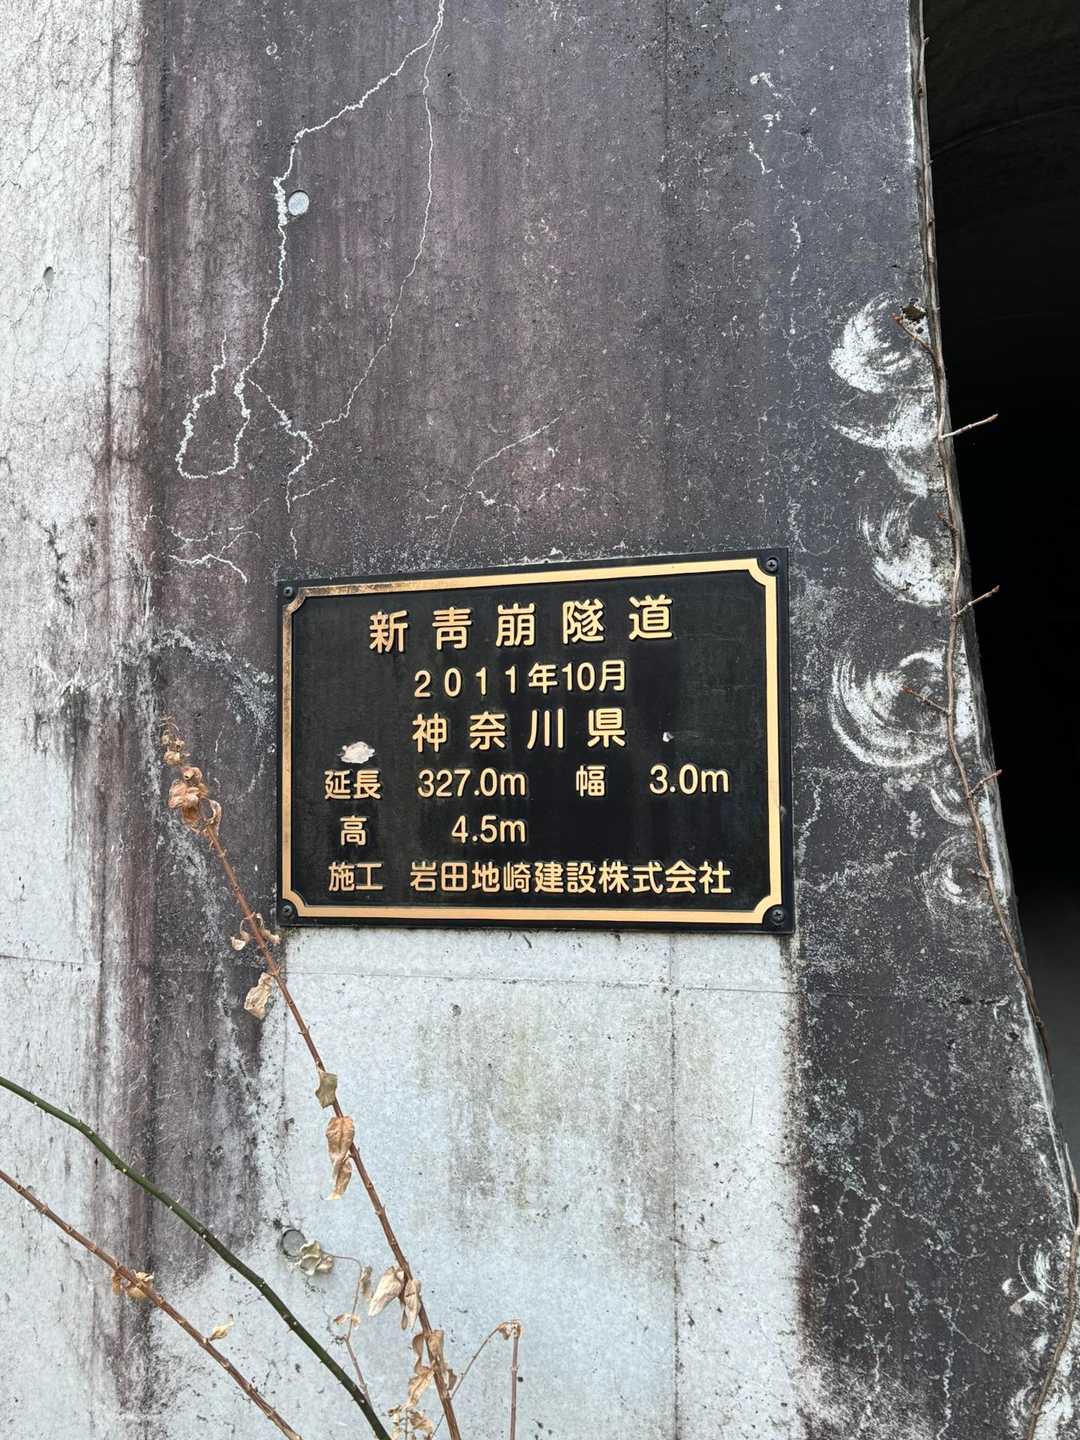 新青崩隧道
2011年10月
神奈川県
延長 327.0m 幅 3.0m
高 4.5m
施工 岩田地崎建設株式会社